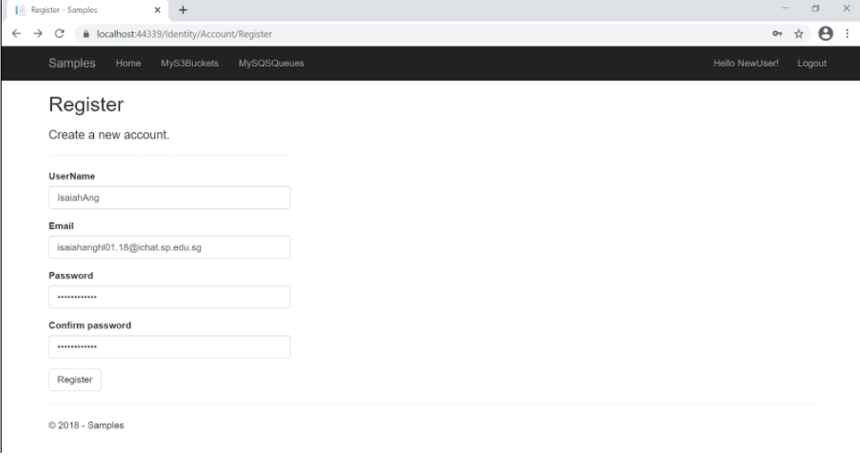 Register - Samples
localhost:44339/Identity/Account/Register
Samples Home MyS3Buckets MySQSQueues Hello NewUser! Logout
Register
Create a new account.
UserName
IsaiahAng
Email
isaiahanghl01.18@ichat.sp.edu.sg
Password
••••••••••••
Confirm password
••••••••••••
Register
© 2018 - Samples